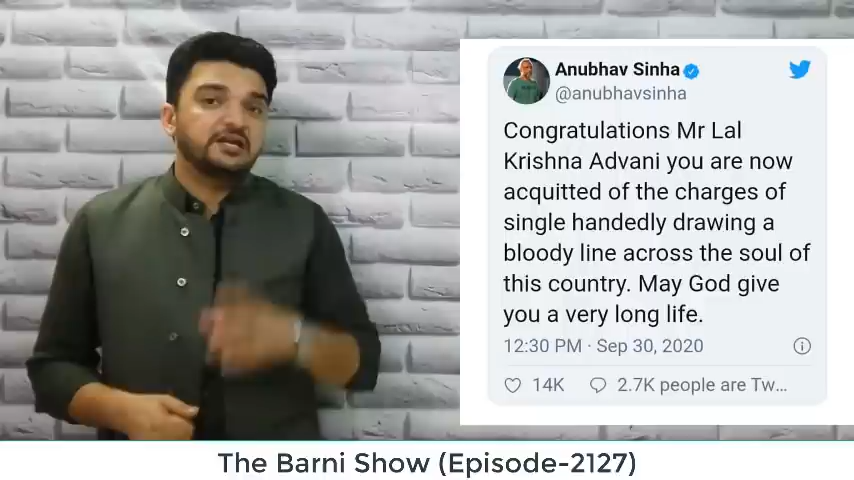 Anubhav Sinha
@anubhavsinha
Congratulations Mr Lal
Krishna Advani you are now
acquitted of the charges of
single handedly drawing a
bloody line across the soul of
this country. May God give
you a very long life.
12:30 PM · Sep 30, 2020
14K 2.7K people are Tw...
The Barni Show (Episode-2127)